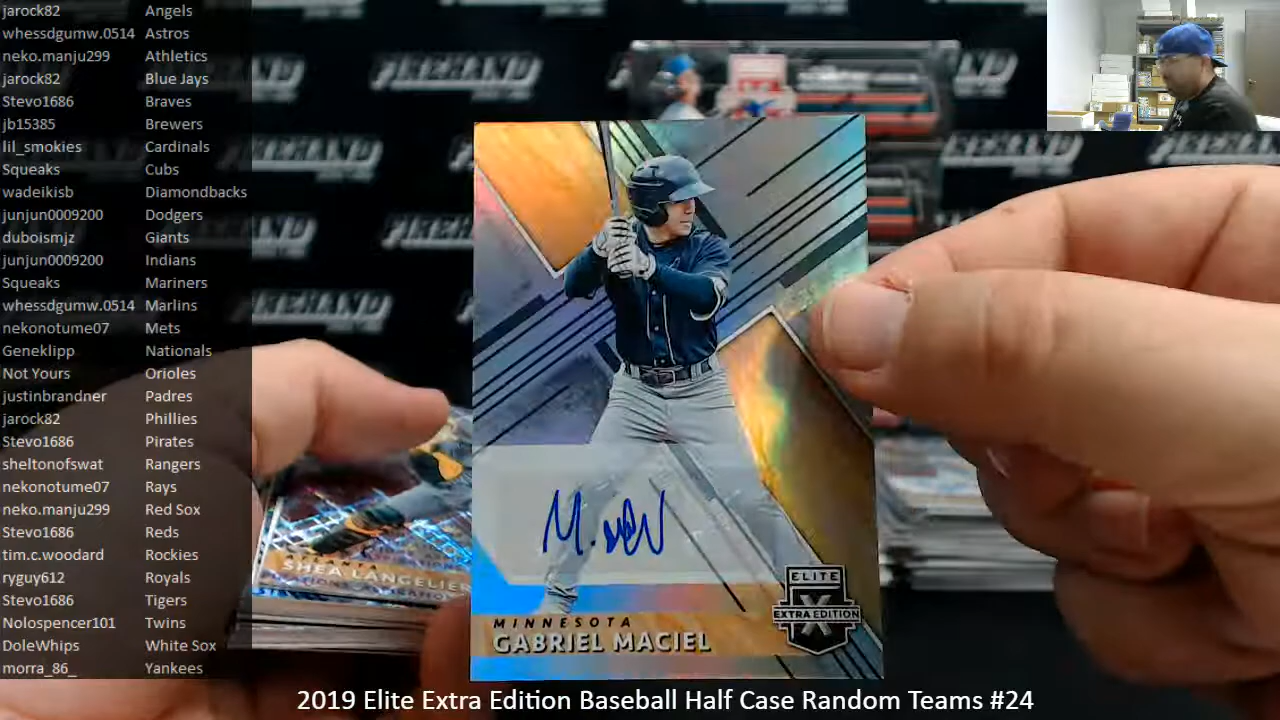 jarock82 Angels
whessdgumw.0514 Astros
neko.manju299 Athletics
jarock82 Blue Jays
Stevo1686 Braves
jb15385 Brewers
lil_smokies Cardinals
Squeaks Cubs
wadeikisb Diamondbacks
junjun0009200 Dodgers
duboismjz Giants
junjun0009200 Indians
Squeaks Mariners
whessdgumw.0514 Marlins
nekonotume07 Mets
Geneklipp Nationals
Not Yours Orioles
justinbrandner Padres
jarock82 Phillies
Stevo1686 Pirates
sheltonofswat Rangers
nekonotume07 Rays
neko.manju299 Red Sox
Stevo1686 Reds
tim.c.woodard Rockies
ryguy612 Royals
Stevo1686 Tigers
Nolospencer1101 Twins
DoleWhips White Sox
morra_86_ Yankees
FIREHAND
ATLANTA
SHEA LANGELIE
ELITE
EXTRA EDITION
MINNESOTA
GABRIEL MACIEL
2019 Elite Extra Edition Baseball Half Case Random Teams #24